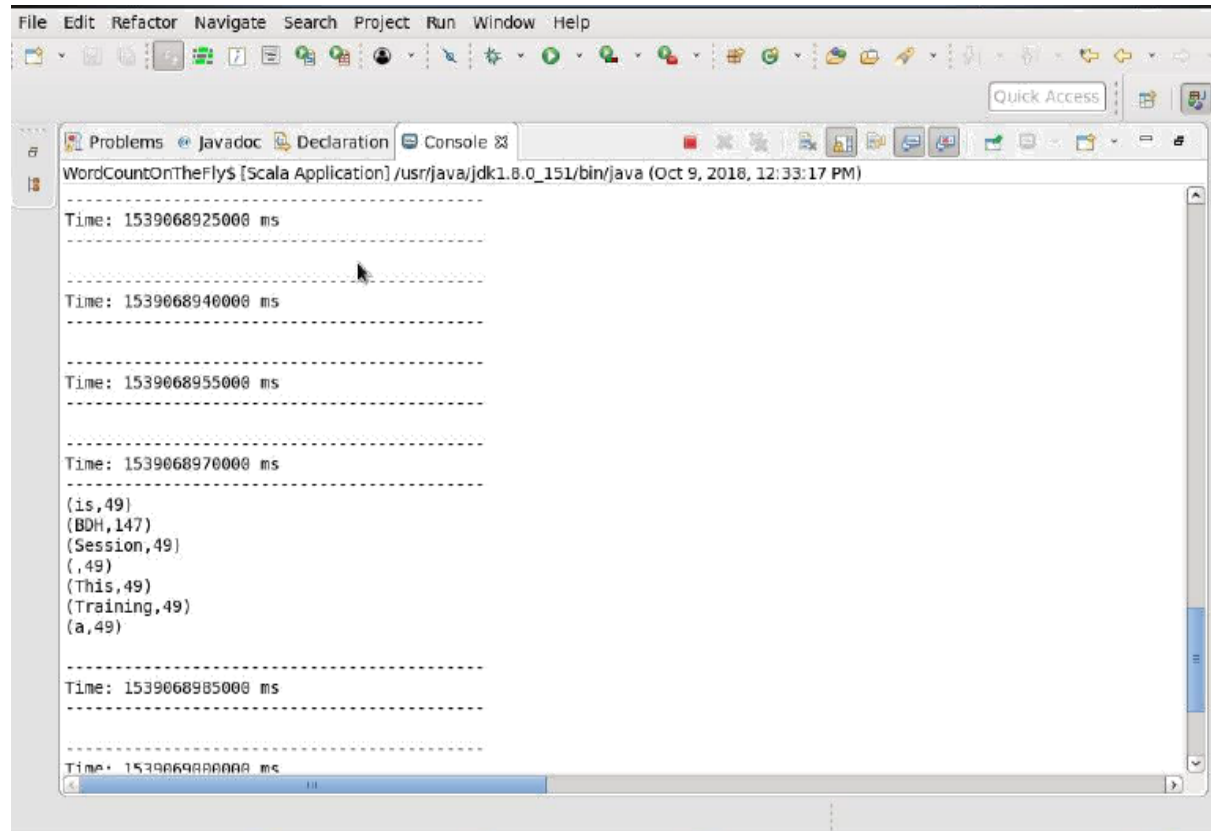 File Edit Refactor Navigate Search Project Run Window Help
Quick Access
Problems Javadoc Declaration Console
WordCountOnTheFly$ [Scala Application] /usr/java/jdk1.8.0_151/bin/java (Oct 9, 2018, 12:33:17 PM)
-------------------------------------------
Time: 1539068925000 ms
-------------------------------------------
-------------------------------------------
Time: 1539068940000 ms
-------------------------------------------
-------------------------------------------
Time: 1539068955000 ms
-------------------------------------------
-------------------------------------------
Time: 1539068970000 ms
-------------------------------------------
(is,49)
(BDH,147)
(Session,49)
(,49)
(This,49)
(Training,49)
(a,49)
-------------------------------------------
Time: 1539068985000 ms
-------------------------------------------
-------------------------------------------
Time: 1539069000000 ms